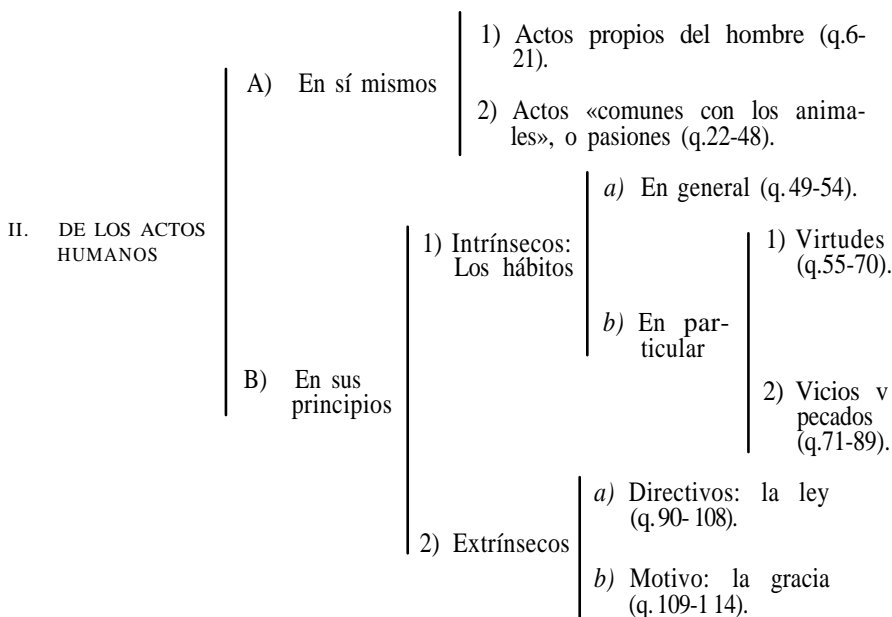 II. DE LOS ACTOS
HUMANOS
A) En sí mismos
1) Actos propios del hombre (q.6-
21).
2) Actos «comunes con los anima-
les», o pasiones (q.22-48).
B) En sus
principios
1) Intrínsecos:
Los hábitos
a) En general (q.49-54).
b) En par-
ticular
1) Virtudes
(q.55-70).
2) Vicios v
pecados
(q.71-89).
2) Extrínsecos
a) Directivos: la ley
(q.90-108).
b) Motivo: la gracia
(q.109-1 14).